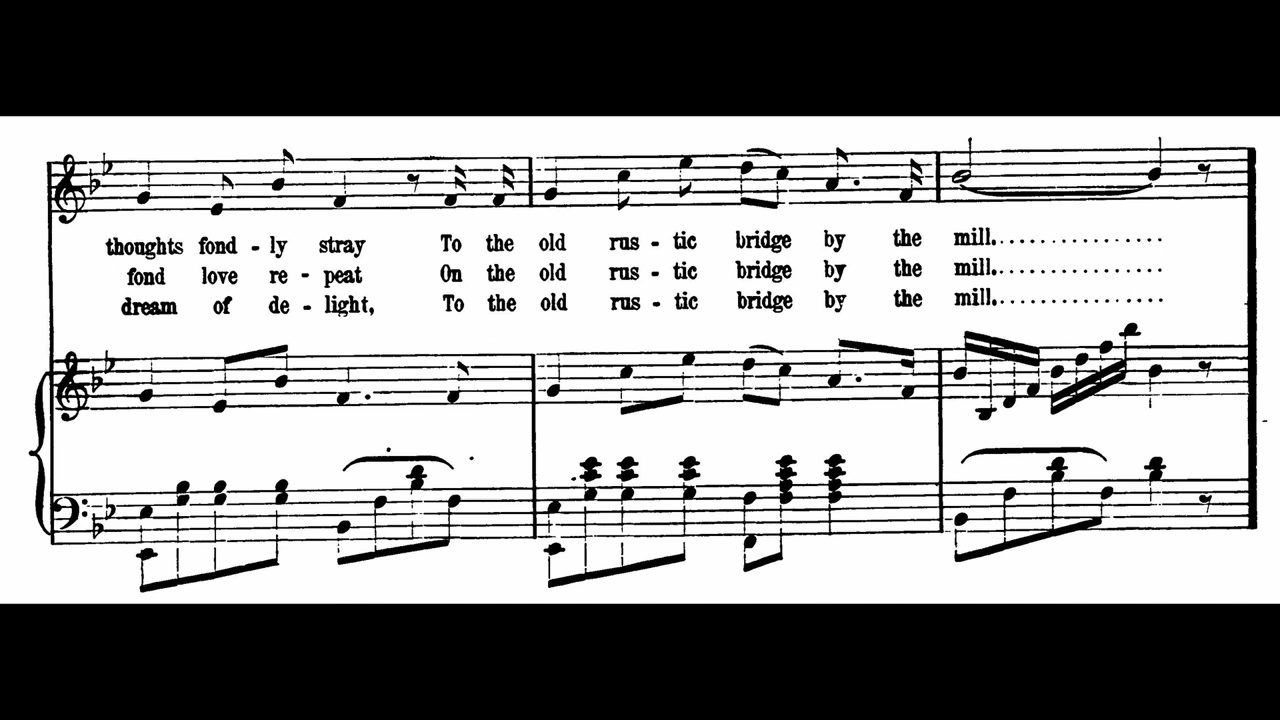 thoughts fond - ly stray To the old rus - tic bridge by the mill...............
fond love re - peat On the old rus - tic bridge by the mill...............
dream of de - light, To the old rus - tic bridge by the mill...............